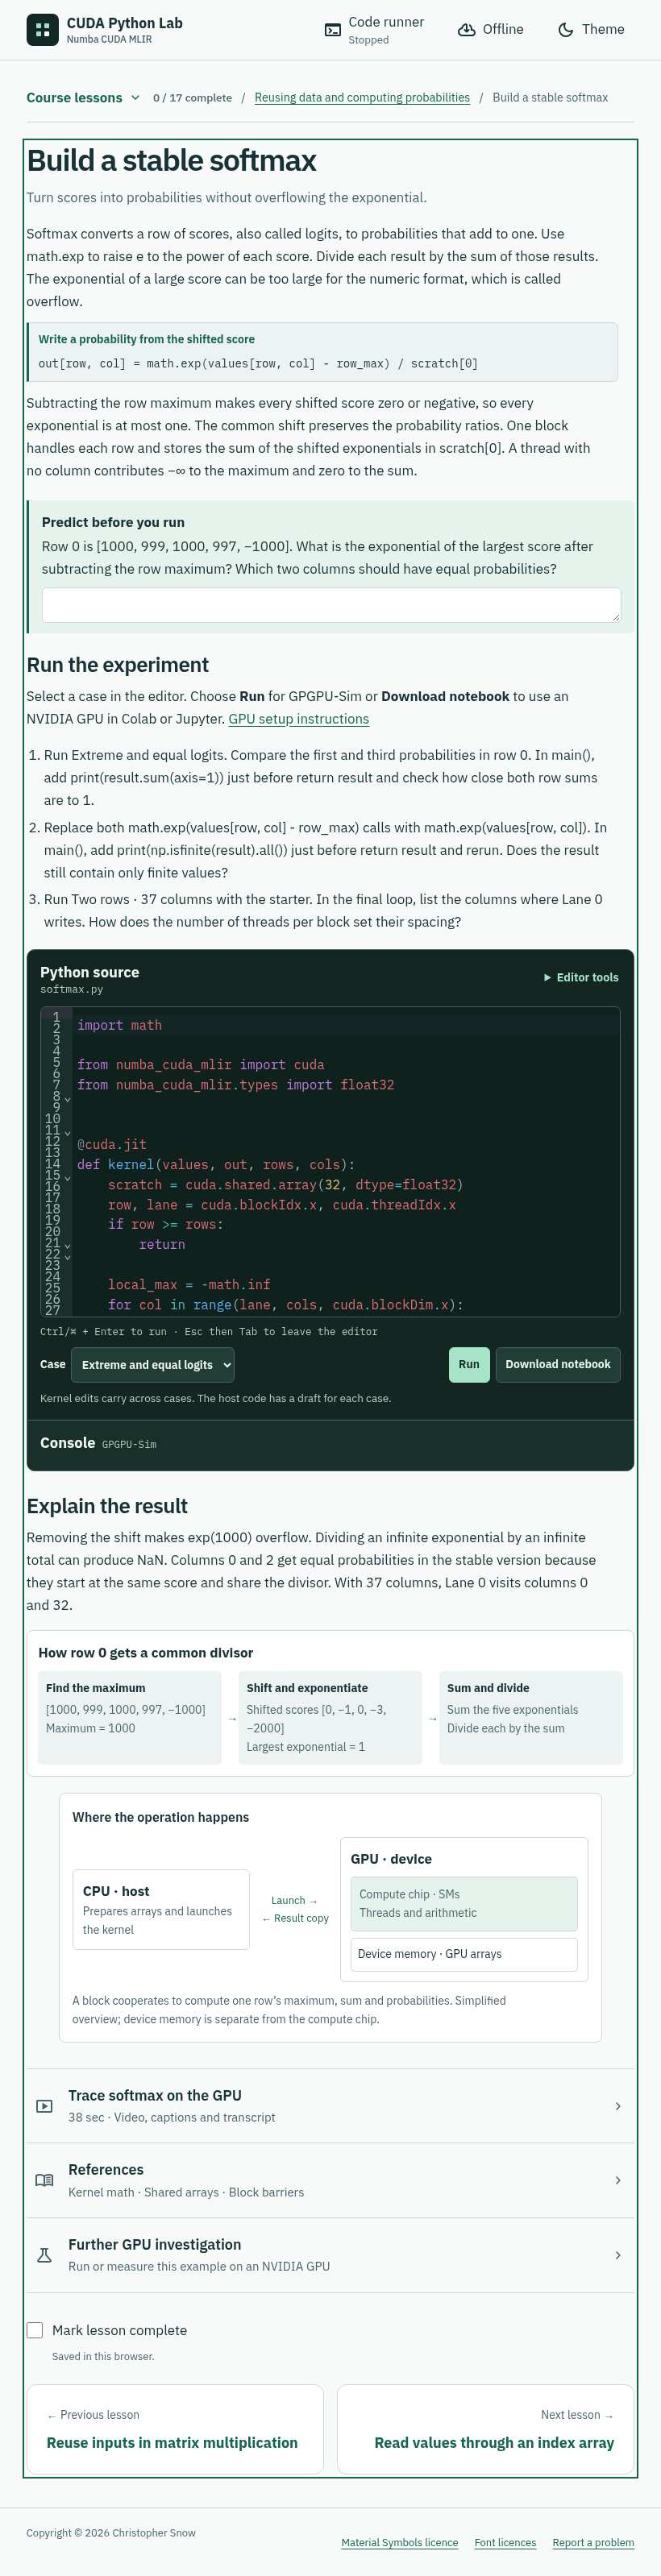 CUDA Python Lab
Numba CUDA MLIR
Code runner
Stopped
Offline
Theme
Course lessons
0 / 17 complete / Reusing data and computing probabilities / Build a stable softmax
Build a stable softmax
Turn scores into probabilities without overflowing the exponential.
Softmax converts a row of scores, also called logits, to probabilities that add to one. Use
math.exp to raise e to the power of each score. Divide each result by the sum of those results.
The exponential of a large score can be too large for the numeric format, which is called
overflow.
Write a probability from the shifted score
out[row, col] = math.exp(values[row, col] - row_max) / scratch[0]
Subtracting the row maximum makes every shifted score zero or negative, so every
exponential is at most one. The common shift preserves the probability ratios. One block
handles each row and stores the sum of the shifted exponentials in scratch[0]. A thread with
no column contributes −∞ to the maximum and zero to the sum.
Predict before you run
Row 0 is [1000, 999, 1000, 997, −1000]. What is the exponential of the largest score after
subtracting the row maximum? Which two columns should have equal probabilities?
Run the experiment
Select a case in the editor. Choose Run for GPGPU-Sim or Download notebook to use an
NVIDIA GPU in Colab or Jupyter. GPU setup instructions
1. Run Extreme and equal logits. Compare the first and third probabilities in row 0. In main(),
add print(result.sum(axis=1)) just before return result and check how close both row sums
are to 1.
2. Replace both math.exp(values[row, col] - row_max) calls with math.exp(values[row, col]). In
main(), add print(np.isfinite(result).all()) just before return result and rerun. Does the result
still contain only finite values?
3. Run Two rows · 37 columns with the starter. In the final loop, list the columns where Lane 0
writes. How does the number of threads per block set their spacing?
Python source
softmax.py
Editor tools
1
2
3
4
5
6
7
8
9
10
11
12
13
14
15
16
17
18
19
20
21
22
23
24
25
26
27
import math
from numba_cuda_mlir import cuda
from numba_cuda_mlir.types import float32
@cuda.jit
def kernel(values, out, rows, cols):
scratch = cuda.shared.array(32, dtype=float32)
row, lane = cuda.blockIdx.x, cuda.threadIdx.x
if row >= rows:
return
local_max = -math.inf
for col in range(lane, cols, cuda.blockDim.x):
Ctrl/⌘ + Enter to run · Esc then Tab to leave the editor
Case Extreme and equal logits Run Download notebook
Kernel edits carry across cases. The host code has a draft for each case.
Console GPGPU-Sim
Explain the result
Removing the shift makes exp(1000) overflow. Dividing an infinite exponential by an infinite
total can produce NaN. Columns 0 and 2 get equal probabilities in the stable version because
they start at the same score and share the divisor. With 37 columns, Lane 0 visits columns 0
and 32.
How row 0 gets a common divisor
Find the maximum
[1000, 999, 1000, 997, −1000]
Maximum = 1000
→
Shift and exponentiate
Shifted scores [0, −1, 0, −3,
−2000]
Largest exponential = 1
→
Sum and divide
Sum the five exponentials
Divide each by the sum
Where the operation happens
CPU · host
Prepares arrays and launches
the kernel
Launch →
← Result copy
GPU · device
Compute chip · SMs
Threads and arithmetic
Device memory · GPU arrays
A block cooperates to compute one row’s maximum, sum and probabilities. Simplified
overview; device memory is separate from the compute chip.
Trace softmax on the GPU
38 sec · Video, captions and transcript
References
Kernel math · Shared arrays · Block barriers
Further GPU investigation
Run or measure this example on an NVIDIA GPU
Mark lesson complete
Saved in this browser.
← Previous lesson
Reuse inputs in matrix multiplication
Next lesson →
Read values through an index array
Copyright © 2026 Christopher Snow
Material Symbols licence Font licences Report a problem